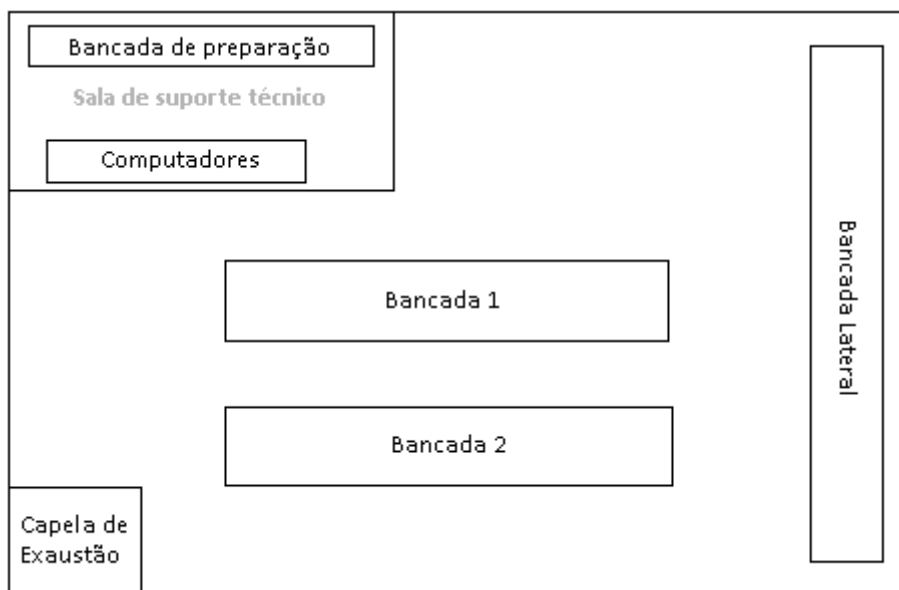 Bancada de preparação
Sala de suporte técnico
Computadores
Bancada 1
Bancada Lateral
Bancada 2
Capela de
Exaustão